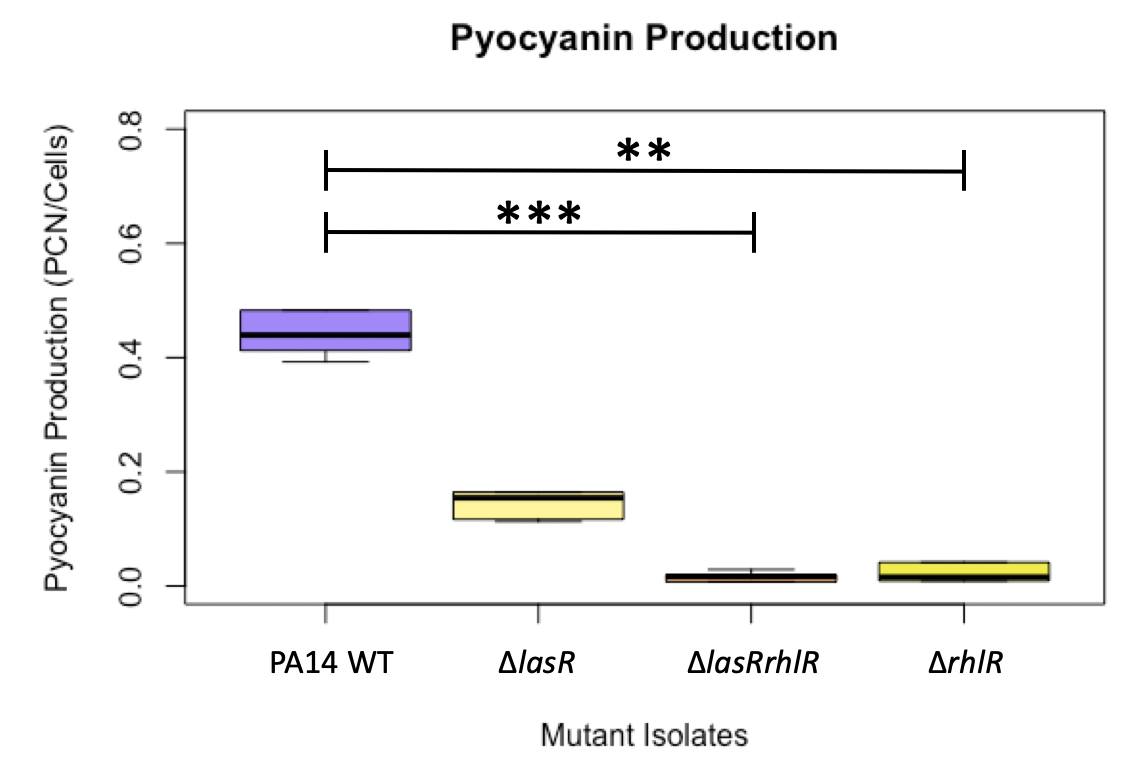 Pyocyanin Production
Pyocyanin Production (PCN/Cells)
0.8
0.6
0.4
0.2
0.0
**
***
PA14 WT
ΔlasR
ΔlasRrhlR
ΔrhlR
Mutant Isolates